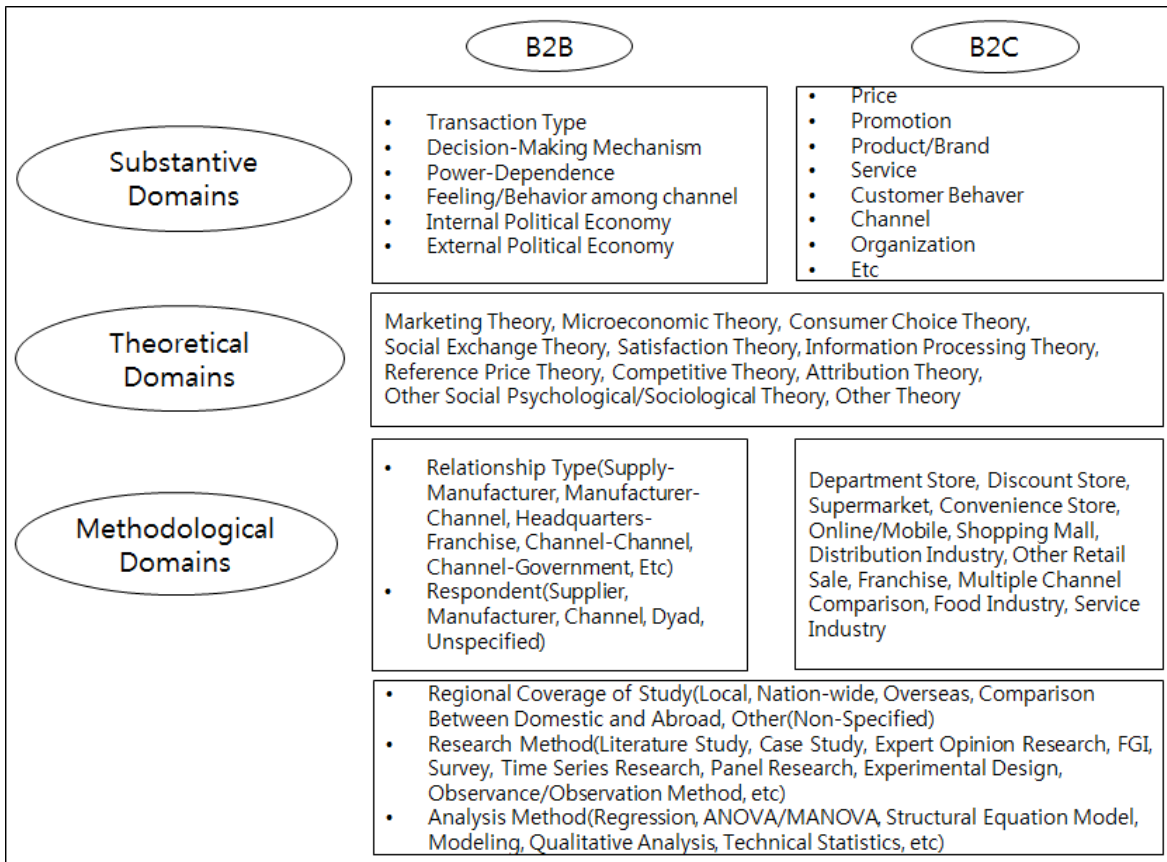 B2B
B2C
Substantive
Domains
• Transaction Type
• Decision-Making Mechanism
• Power-Dependence
• Feeling/Behavior among channel
• Internal Political Economy
• External Political Economy
• Price
• Promotion
• Product/Brand
• Service
• Customer Behaver
• Channel
• Organization
• Etc
Theoretical
Domains
Marketing Theory, Microeconomic Theory, Consumer Choice Theory,
Social Exchange Theory, Satisfaction Theory, Information Processing Theory,
Reference Price Theory, Competitive Theory, Attribution Theory,
Other Social Psychological/Sociological Theory, Other Theory
Methodological
Domains
• Relationship Type(Supply-
Manufacturer, Manufacturer-
Channel, Headquarters-
Franchise, Channel-Channel,
Channel-Government, Etc)
• Respondent(Supplier,
Manufacturer, Channel, Dyad,
Unspecified)
Department Store, Discount Store,
Supermarket, Convenience Store,
Online/Mobile, Shopping Mall,
Distribution Industry, Other Retail
Sale, Franchise, Multiple Channel
Comparison, Food Industry, Service
Industry
• Regional Coverage of Study(Local, Nation-wide, Overseas, Comparison
Between Domestic and Abroad, Other(Non-Specified)
• Research Method(Literature Study, Case Study, Expert Opinion Research, FGI,
Survey, Time Series Research, Panel Research, Experimental Design,
Observance/Observation Method, etc)
• Analysis Method(Regression, ANOVA/MANOVA, Structural Equation Model,
Modeling, Qualitative Analysis, Technical Statistics, etc)